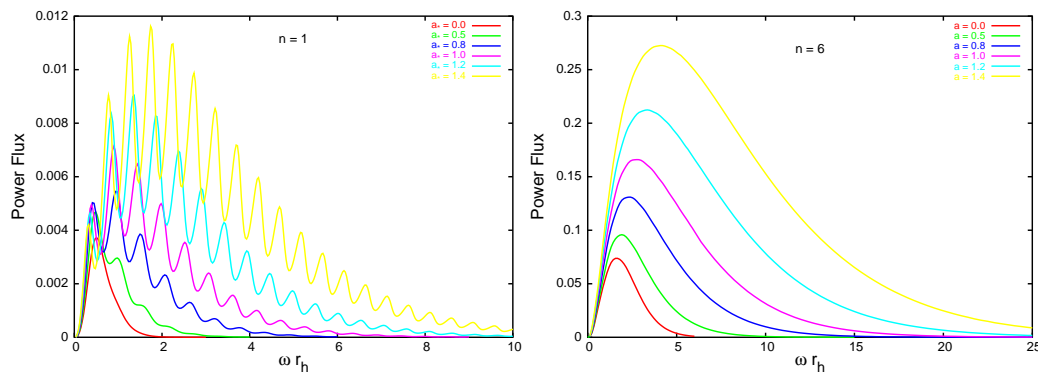 0.012
0.01
0.008
0.006
0.004
0.002
0
Power Flux
n = 1
a* = 0.0
a* = 0.5
a* = 0.8
a* = 1.0
a* = 1.2
a* = 1.4
0 2 4 6 8 10
ω r_h
0.3
0.25
0.2
0.15
0.1
0.05
0
Power Flux
n = 6
a = 0.0
a = 0.5
a = 0.8
a = 1.0
a = 1.2
a = 1.4
0 5 10 15 20 25
ω r_h